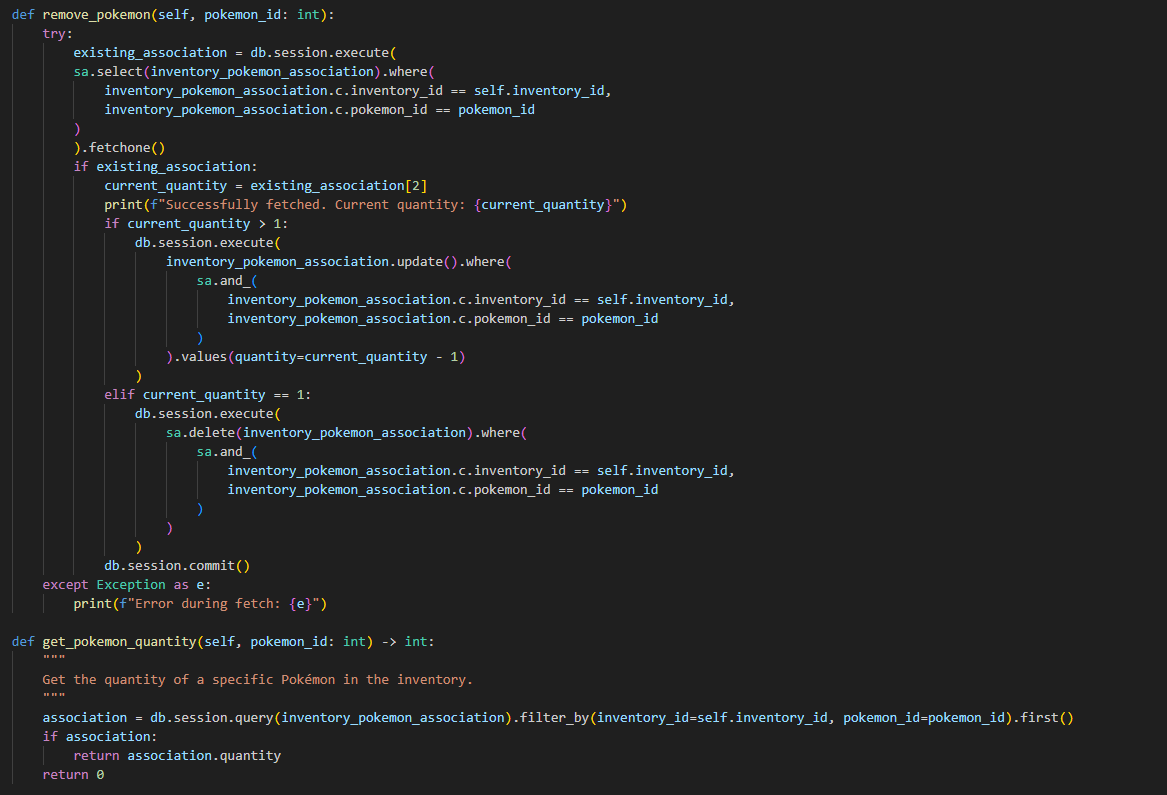 def remove_pokemon(self, pokemon_id: int):
    try:
        existing_association = db.session.execute(
        sa.select(inventory_pokemon_association).where(
            inventory_pokemon_association.c.inventory_id == self.inventory_id,
            inventory_pokemon_association.c.pokemon_id == pokemon_id
        )
        ).fetchone()
        if existing_association:
            current_quantity = existing_association[2]
            print(f"Successfully fetched. Current quantity: {current_quantity}")
            if current_quantity > 1:
                db.session.execute(
                    inventory_pokemon_association.update().where(
                        sa.and_(
                            inventory_pokemon_association.c.inventory_id == self.inventory_id,
                            inventory_pokemon_association.c.pokemon_id == pokemon_id
                        )
                    ).values(quantity=current_quantity - 1)
                )
            elif current_quantity == 1:
                db.session.execute(
                    sa.delete(inventory_pokemon_association).where(
                        sa.and_(
                            inventory_pokemon_association.c.inventory_id == self.inventory_id,
                            inventory_pokemon_association.c.pokemon_id == pokemon_id
                        )
                    )
                )
            db.session.commit()
    except Exception as e:
        print(f"Error during fetch: {e}")
def get_pokemon_quantity(self, pokemon_id: int) -> int:
    """
    Get the quantity of a specific Pokémon in the inventory.
    """
    association = db.session.query(inventory_pokemon_association).filter_by(inventory_id=self.inventory_id, pokemon_id=pokemon_id).first()
    if association:
        return association.quantity
    return 0